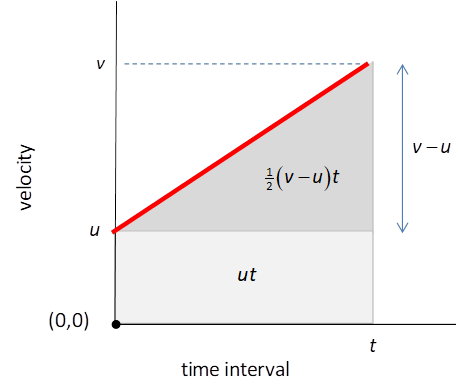 v
v – u
½(v – u)t
velocity
u
ut
(0,0)
t
time interval